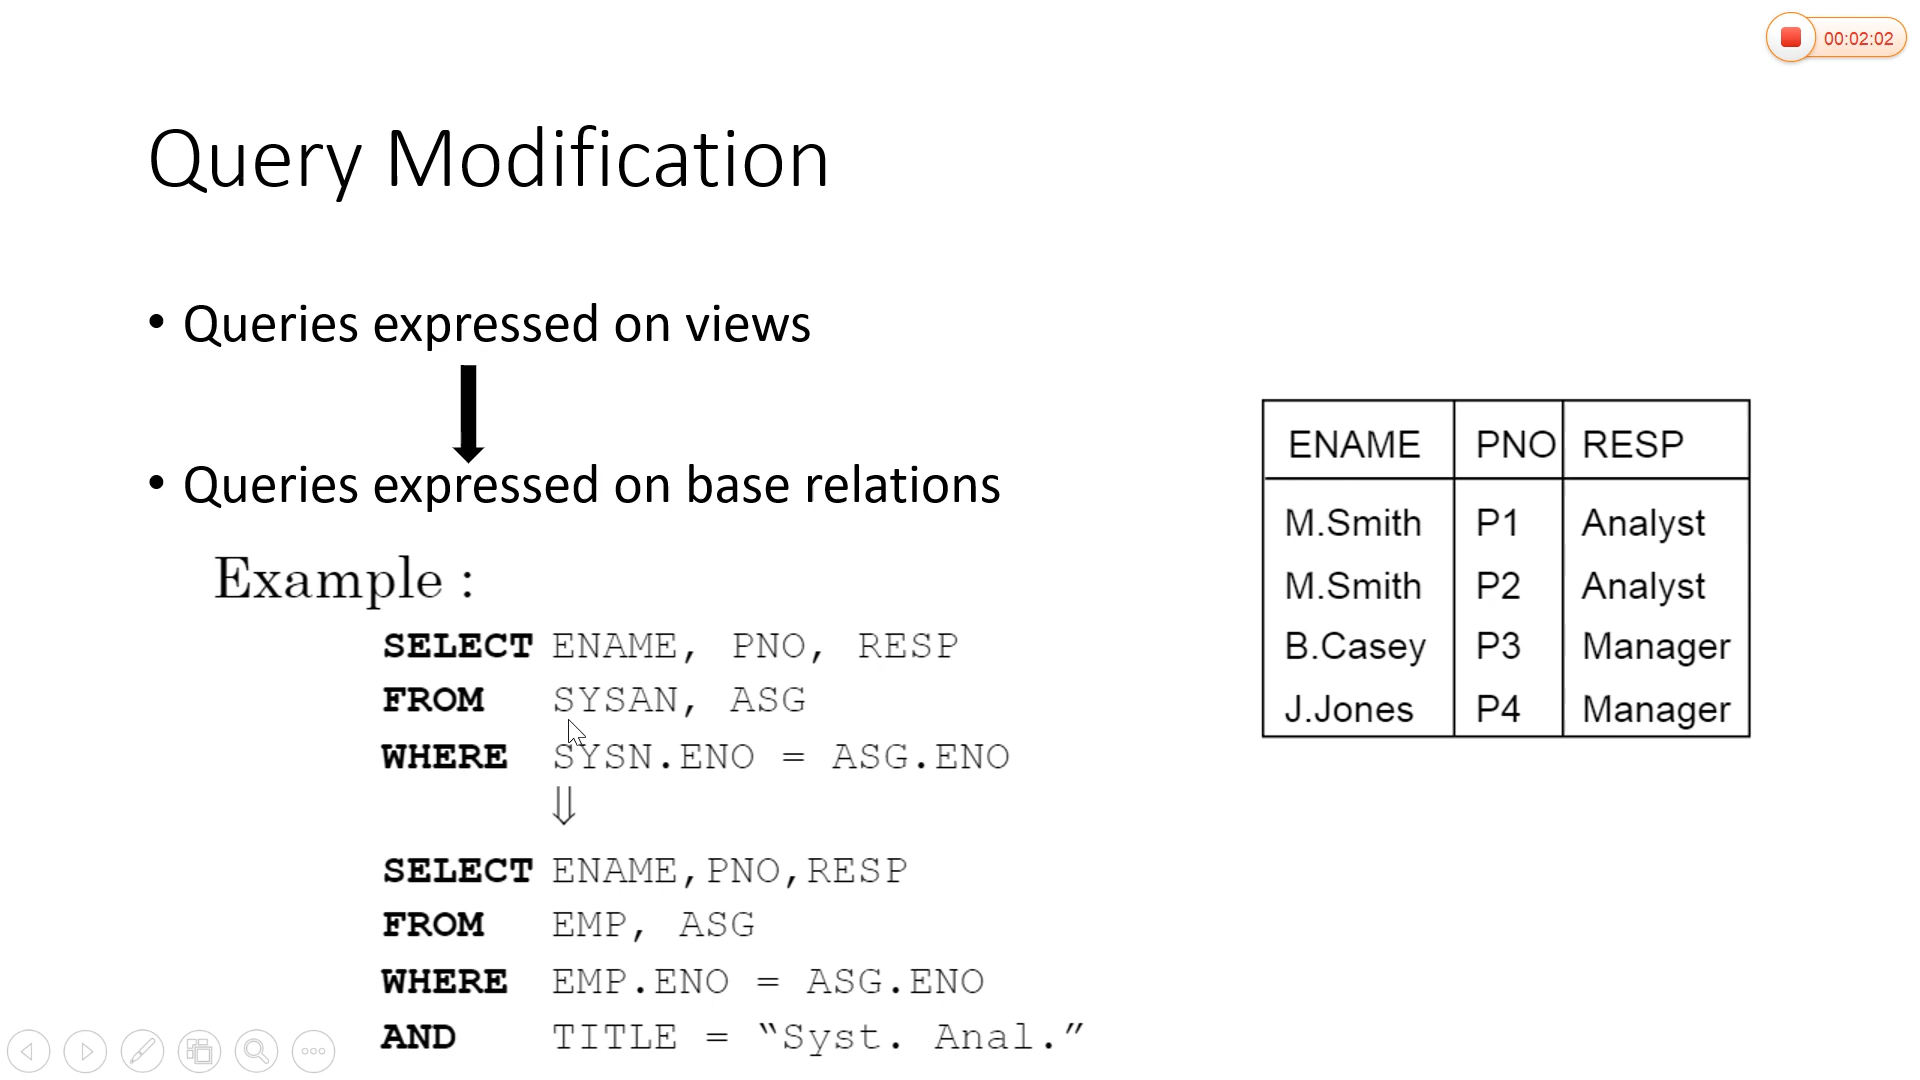 00:02:02
Query Modification
• Queries expressed on views
• Queries expressed on base relations
Example :
SELECT ENAME, PNO, RESP
FROM SYSAN, ASG
WHERE SYSN.ENO = ASG.ENO
⇓
SELECT ENAME,PNO,RESP
FROM EMP, ASG
WHERE EMP.ENO = ASG.ENO
AND TITLE = “Syst. Anal.”
ENAME PNO RESP
M.Smith P1 Analyst
M.Smith P2 Analyst
B.Casey P3 Manager
J.Jones P4 Manager